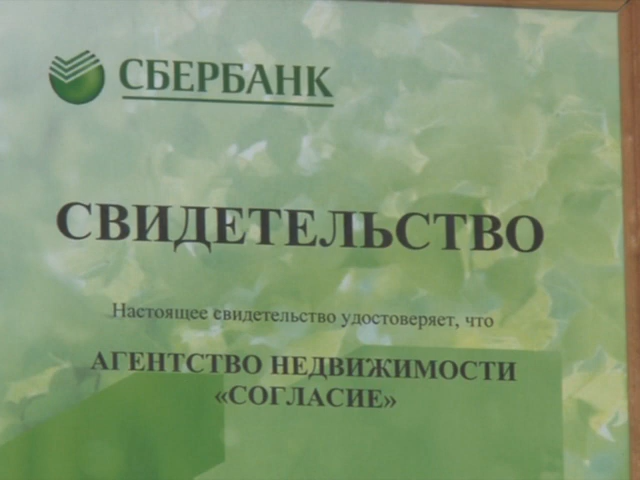 СБЕРБАНК
СВИДЕТЕЛЬСТВО
Настоящее свидетельство удостоверяет, что
АГЕНТСТВО НЕДВИЖИМОСТИ
«СОГЛАСИЕ»